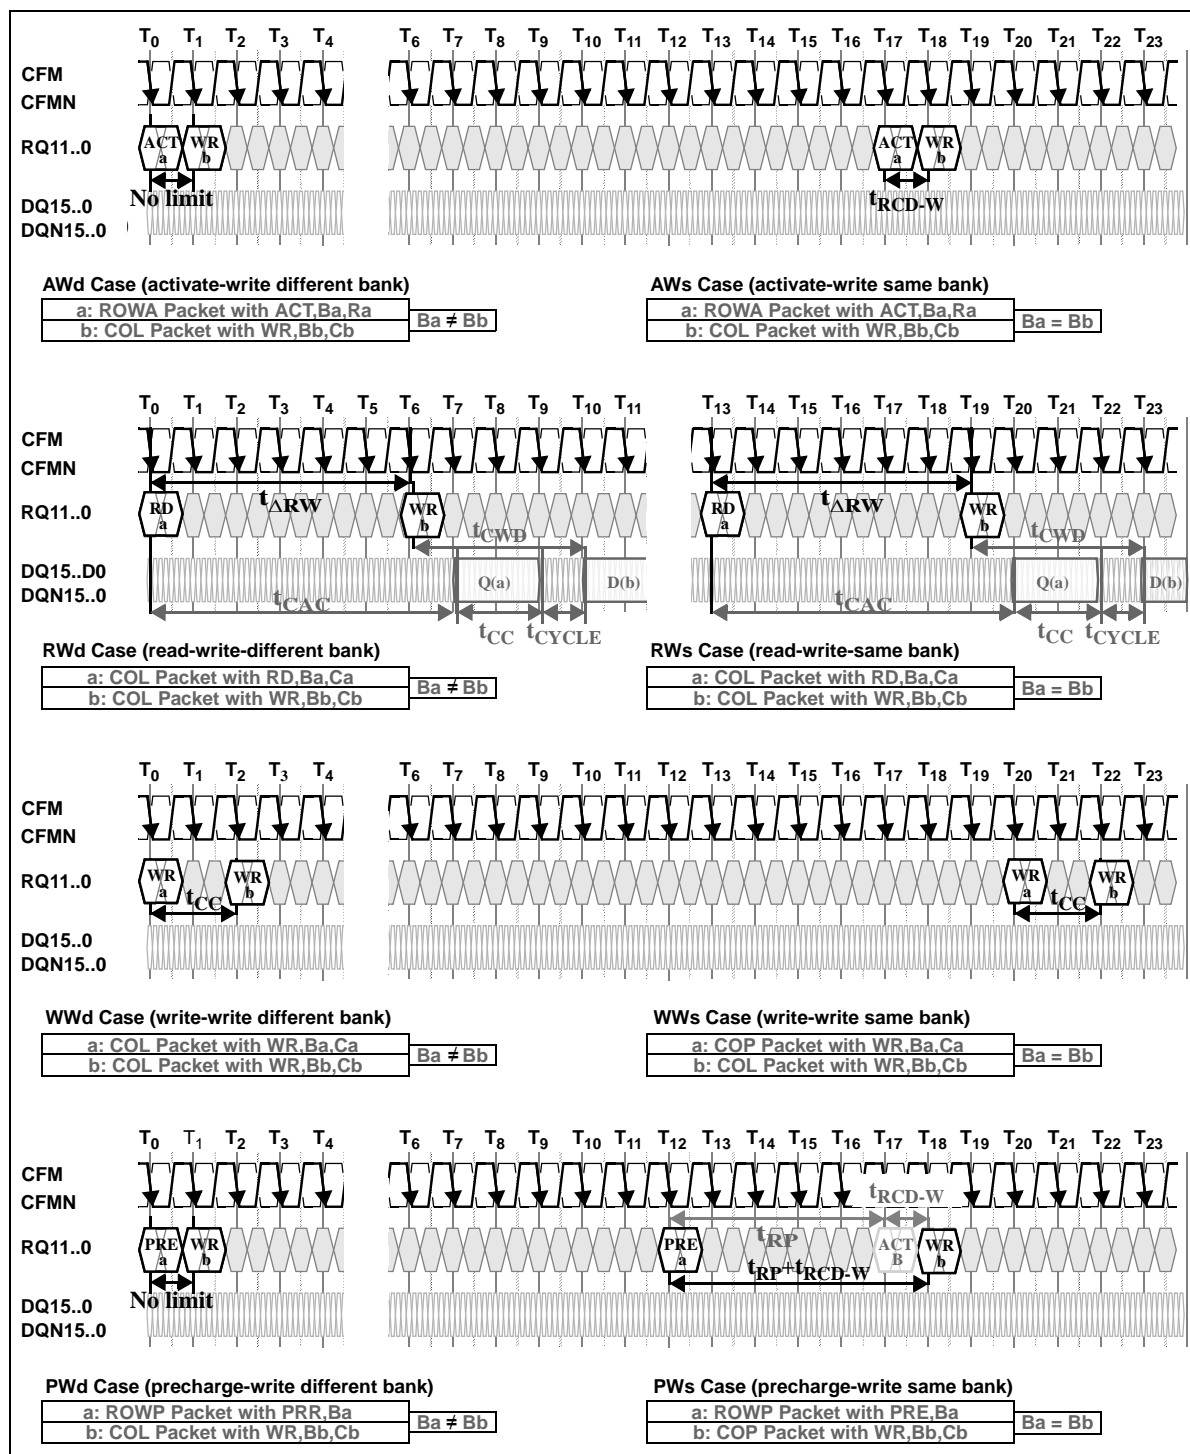 T0 T1 T2 T3 T4 T6 T7 T8 T9 T10 T11 T12 T13 T14 T15 T16 T17 T18 T19 T20 T21 T22 T23
CFM
CFMN
RQ11..0
ACT a
WR b
ACT a
WR b
No limit
tRCD-W
DQ15..0
DQN15..0
AWd Case (activate-write different bank)
a: ROWA Packet with ACT,Ba,Ra
b: COL Packet with WR,Bb,Cb
Ba ≠ Bb
AWs Case (activate-write same bank)
a: ROWA Packet with ACT,Ba,Ra
b: COL Packet with WR,Bb,Cb
Ba = Bb
T0 T1 T2 T3 T4 T5 T6 T7 T8 T9 T10 T11 T13 T14 T15 T16 T17 T18 T19 T20 T21 T22 T23
CFM
CFMN
tΔRW
tΔRW
RQ11..0
RD a
WR b
RD a
WR b
tCWD
tCWD
DQ15..D0
DQN15..0
Q(a)
D(b)
Q(a)
D(b)
tCAC
tCAC
tCC
tCYCLE
tCC
tCYCLE
RWd Case (read-write-different bank)
a: COL Packet with RD,Ba,Ca
b: COL Packet with WR,Bb,Cb
Ba ≠ Bb
RWs Case (read-write-same bank)
a: COL Packet with RD,Ba,Ca
b: COL Packet with WR,Bb,Cb
Ba = Bb
T0 T1 T2 T3 T4 T6 T7 T8 T9 T10 T11 T12 T13 T14 T15 T16 T17 T18 T19 T20 T21 T22 T23
CFM
CFMN
RQ11..0
WR a
WR b
WR a
WR b
tCC
tCC
DQ15..0
DQN15..0
WWd Case (write-write different bank)
a: COL Packet with WR,Ba,Ca
b: COL Packet with WR,Bb,Cb
Ba ≠ Bb
WWs Case (write-write same bank)
a: COP Packet with WR,Ba,Ca
b: COL Packet with WR,Bb,Cb
Ba = Bb
T0 T1 T2 T3 T4 T6 T7 T8 T9 T10 T11 T12 T13 T14 T15 T16 T17 T18 T19 T20 T21 T22 T23
CFM
CFMN
tRCD-W
RQ11..0
PRE a
WR b
PRE a
tRP
ACT B
WR b
tRP+tRCD-W
No limit
DQ15..0
DQN15..0
PWd Case (precharge-write different bank)
a: ROWP Packet with PRR,Ba
b: COL Packet with WR,Bb,Cb
Ba ≠ Bb
PWs Case (precharge-write same bank)
a: ROWP Packet with PRE,Ba
b: COP Packet with WR,Bb,Cb
Ba = Bb